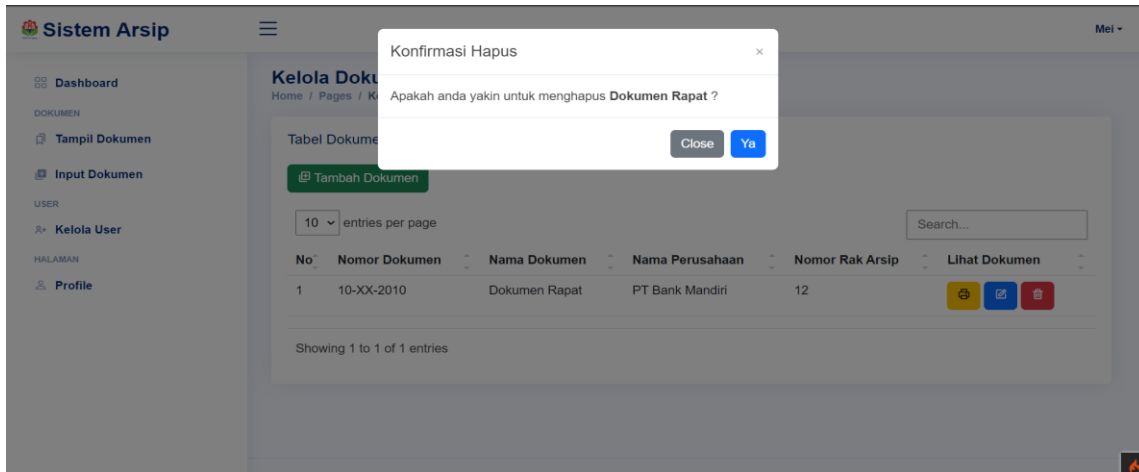 Sistem Arsip
Mei
Konfirmasi Hapus
Apakah anda yakin untuk menghapus Dokumen Rapat ?
Close Ya
Dashboard
DOKUMEN
Tampil Dokumen
Input Dokumen
USER
Kelola User
HALAMAN
Profile
Kelola
Home / Pages /
Tabel
Tambah Dokumen
10 entries per page
Search...
No Nomor Dokumen Nama Dokumen Nama Perusahaan Nomor Rak Arsip Lihat Dokumen
1 10-XX-2010 Dokumen Rapat PT Bank Mandiri 12
Showing 1 to 1 of 1 entries